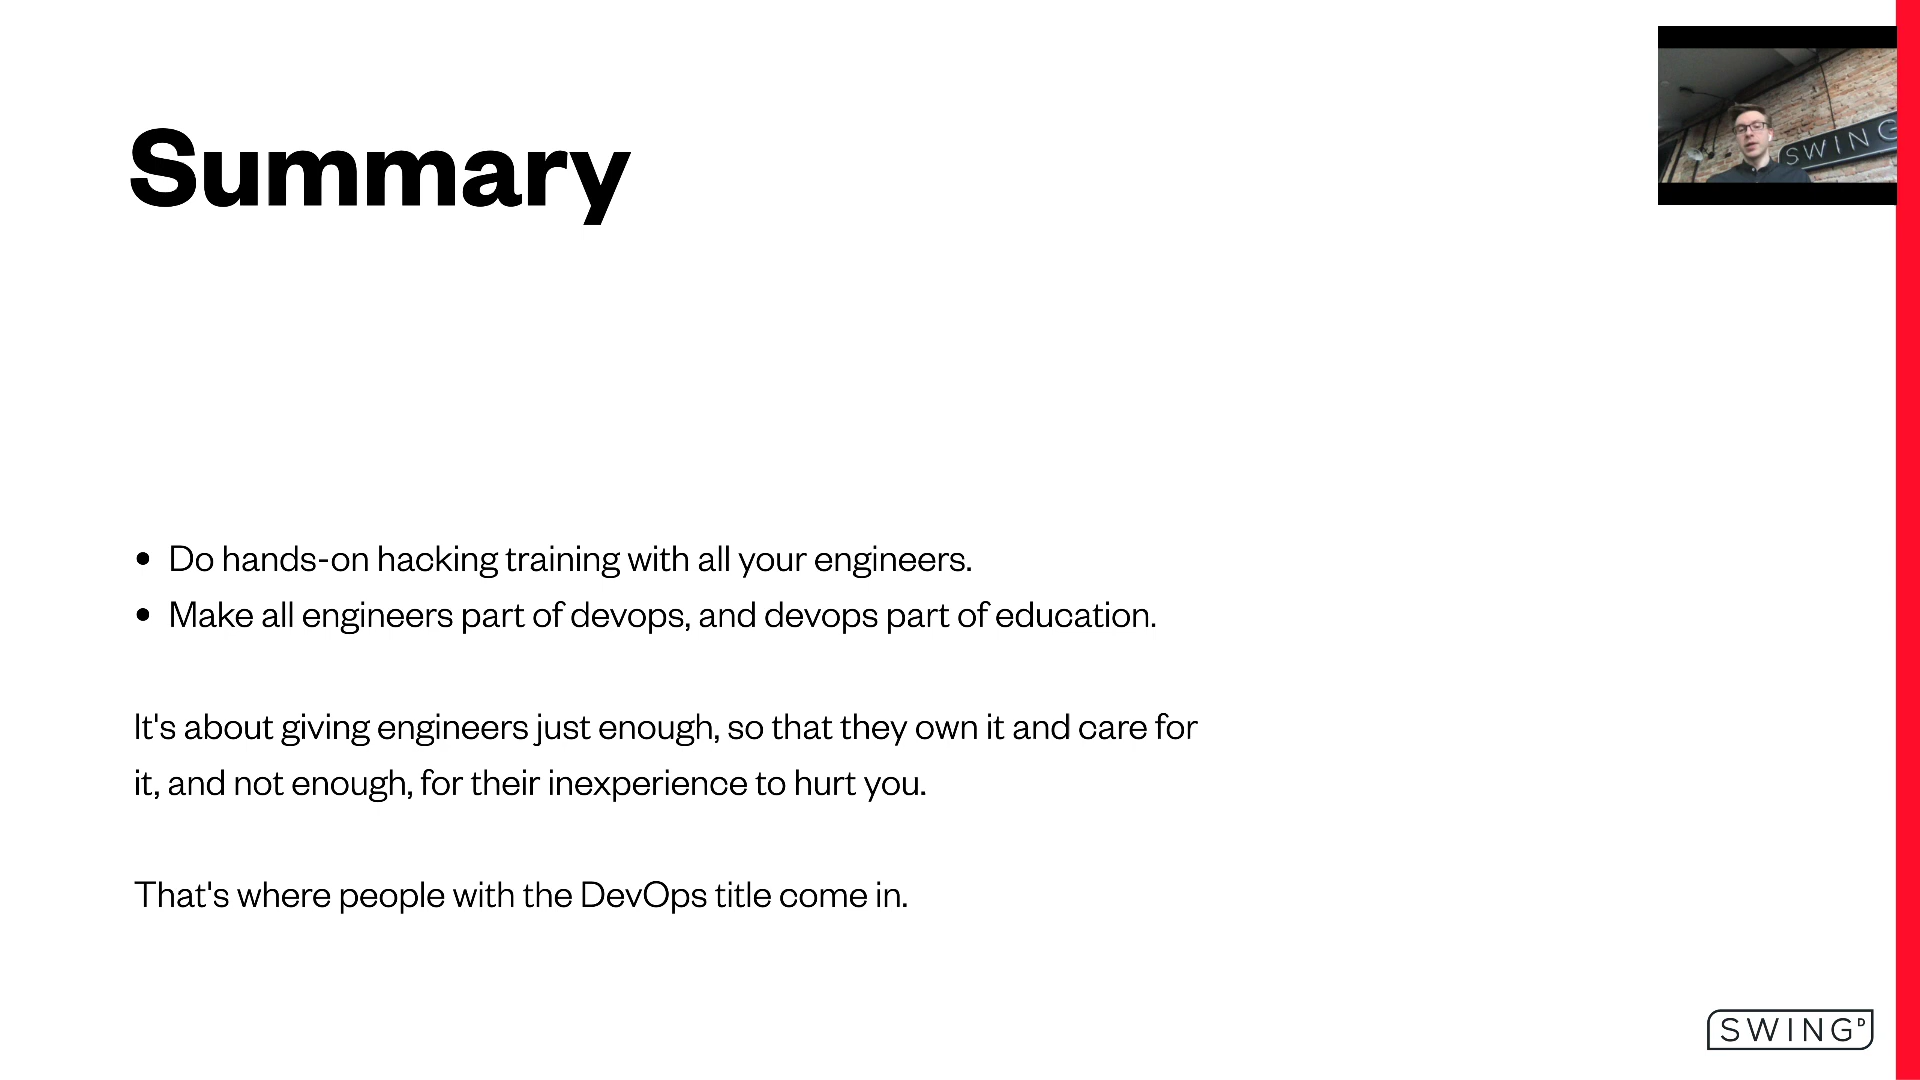 Summary
SWING
• Do hands-on hacking training with all your engineers.
• Make all engineers part of devops, and devops part of education.
It's about giving engineers just enough, so that they own it and care for
it, and not enough, for their inexperience to hurt you.
That's where people with the DevOps title come in.
SWINGᴰ